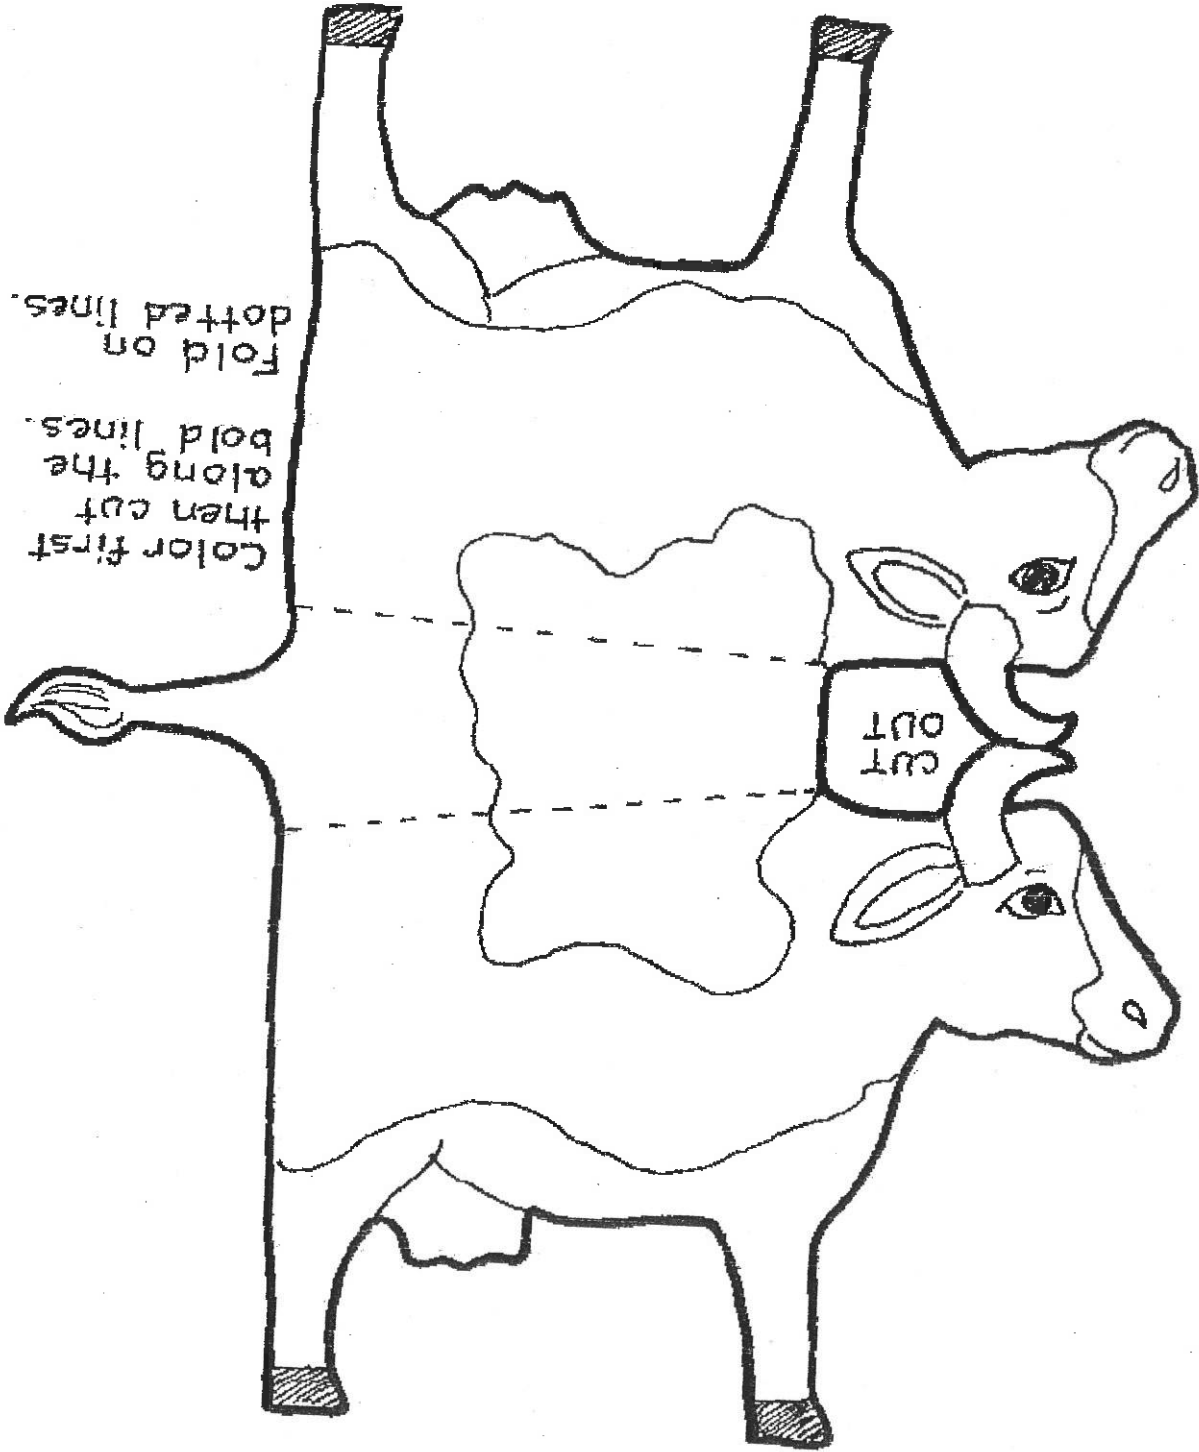 Color first
then cut
along the
bold lines.
Fold on
dotted lines.
CUT
OUT